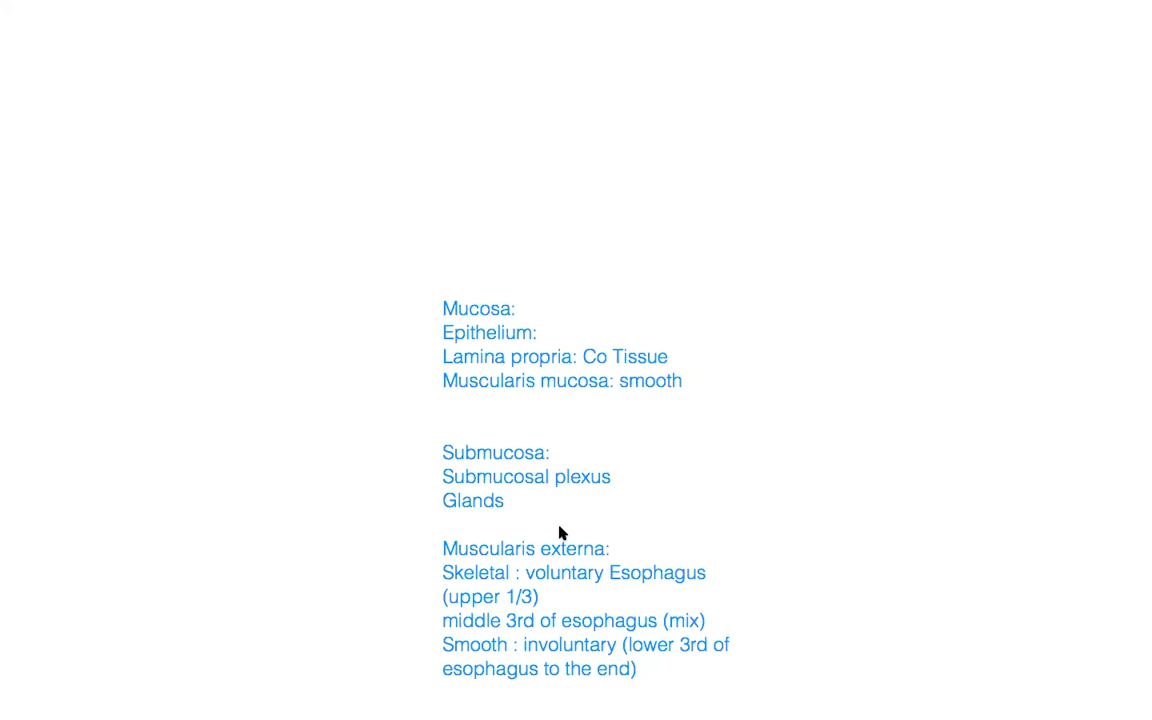 Mucosa:
Epithelium:
Lamina propria: Co Tissue
Muscularis mucosa: smooth
Submucosa:
Submucosal plexus
Glands
Muscularis externa:
Skeletal : voluntary Esophagus
(upper 1/3)
middle 3rd of esophagus (mix)
Smooth : involuntary (lower 3rd of
esophagus to the end)